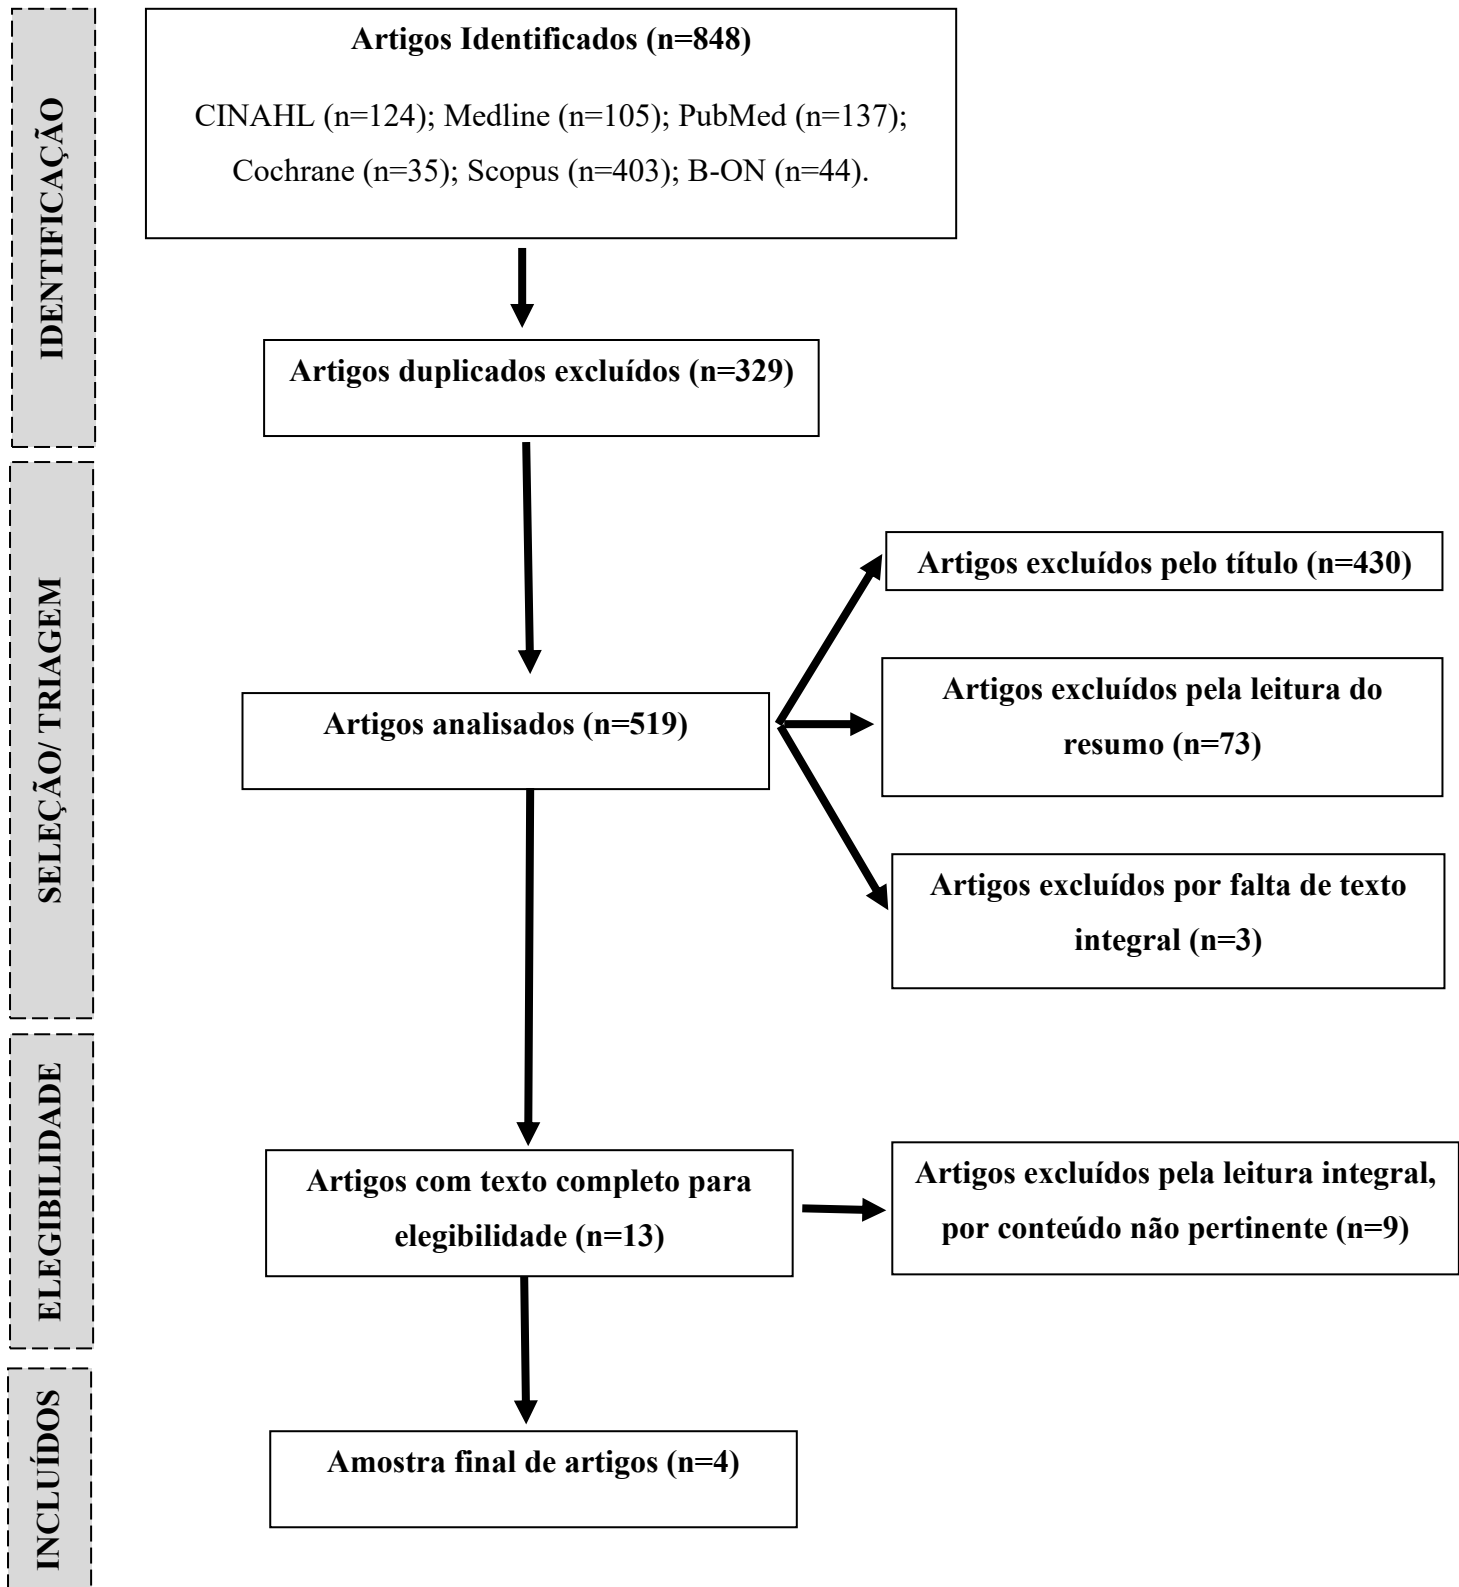 IDENTIFICAÇÃO
Artigos Identificados (n=848)
CINAHL (n=124); Medline (n=105); PubMed (n=137);
Cochrane (n=35); Scopus (n=403); B-ON (n=44).
Artigos duplicados excluídos (n=329)
SELEÇÃO/ TRIAGEM
Artigos analisados (n=519)
Artigos excluídos pelo título (n=430)
Artigos excluídos pela leitura do
resumo (n=73)
Artigos excluídos por falta de texto
integral (n=3)
ELEGIBILIDADE
Artigos com texto completo para
elegibilidade (n=13)
Artigos excluídos pela leitura integral,
por conteúdo não pertinente (n=9)
INCLUÍDOS
Amostra final de artigos (n=4)